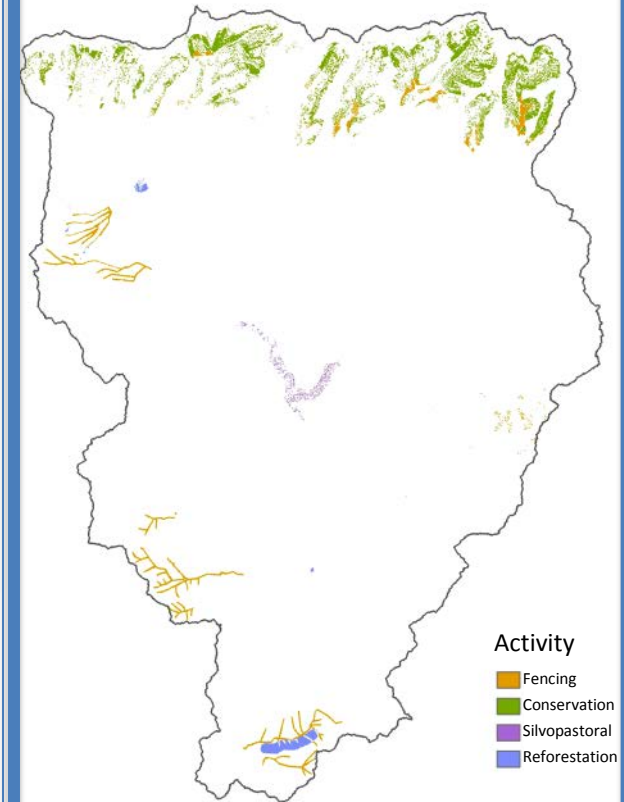 Activity
Fencing
Conservation
Silvopastoral
Reforestation